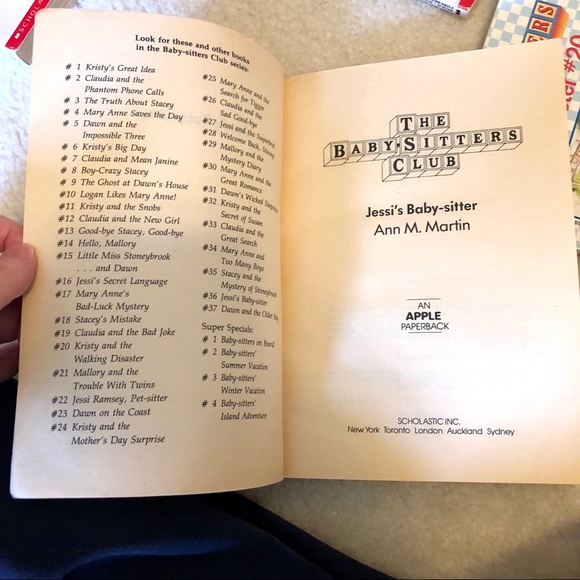 Look for these and other books
in the Baby-sitters Club series:
# 1 Kristy's Great Idea
# 2 Claudia and the
Phantom Phone Calls
# 3 The Truth About Stacey
# 4 Mary Anne Saves the Day
# 5 Dawn and the
Impossible Three
# 6 Kristy's Big Day
# 7 Claudia and Mean Janine
# 8 Boy-Crazy Stacey
# 9 The Ghost at Dawn's House
#10 Logan Likes Mary Anne!
#11 Kristy and the Snobs
#12 Claudia and the New Girl
#13 Good-bye Stacey, Good-bye
#14 Hello, Mallory
#15 Little Miss Stoneybrook
. . . and Dawn
#16 Jessi's Secret Language
#17 Mary Anne's
Bad-Luck Mystery
#18 Stacey's Mistake
#19 Claudia and the Bad Joke
#20 Kristy and the
Walking Disaster
#21 Mallory and the
Trouble With Twins
#22 Jessi Ramsey, Pet-sitter
#23 Dawn on the Coast
#24 Kristy and the
Mother's Day Surprise
#25 Mary Anne and the
Search for Tigger
#26 Claudia and the
Sad Good-bye
#27 Jessi and the Superbrat
#28 Welcome Back, Stacey!
#29 Mallory and the
Mystery Diary
#30 Mary Anne and the
Great Romance
#31 Dawn's Wicked
#32 Kristy and the
Secret of Susan
#33 Claudia and the
Great Search
#34 Mary Anne and
Too Many Boys
#35 Stacey and the
Mystery of Stoneybrook
#36 Jessi's Baby-sitter
#37 Dawn and the Older
Super Specials:
# 1 Baby-sitters on Board!
# 2 Baby-sitters'
Summer Vacation
# 3 Baby-sitters'
Winter Vacation
# 4 Baby-sitters'
Island Adventure
THE
BABY-SITTERS
CLUB
Jessi's Baby-sitter
Ann M. Martin
AN
APPLE
PAPERBACK
SCHOLASTIC INC.
New York Toronto London Auckland Sydney
SCHOLAS
ERS
#20